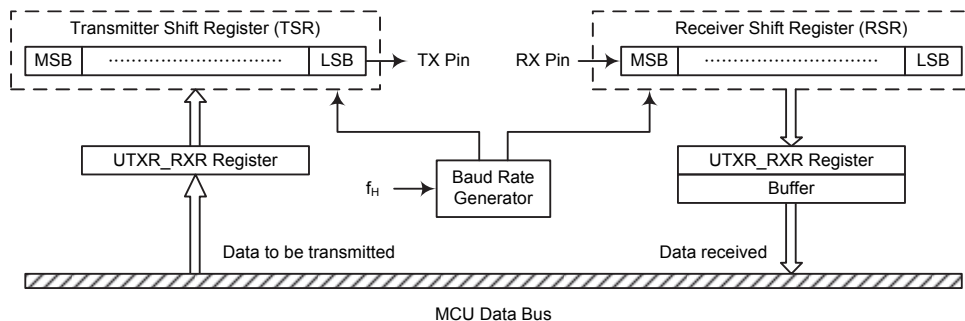 Transmitter Shift Register (TSR)
MSB ................................ LSB
TX Pin
RX Pin
Receiver Shift Register (RSR)
MSB ................................ LSB
UTXR_RXR Register
fH
Baud Rate
Generator
UTXR_RXR Register
Buffer
Data to be transmitted
Data received
MCU Data Bus